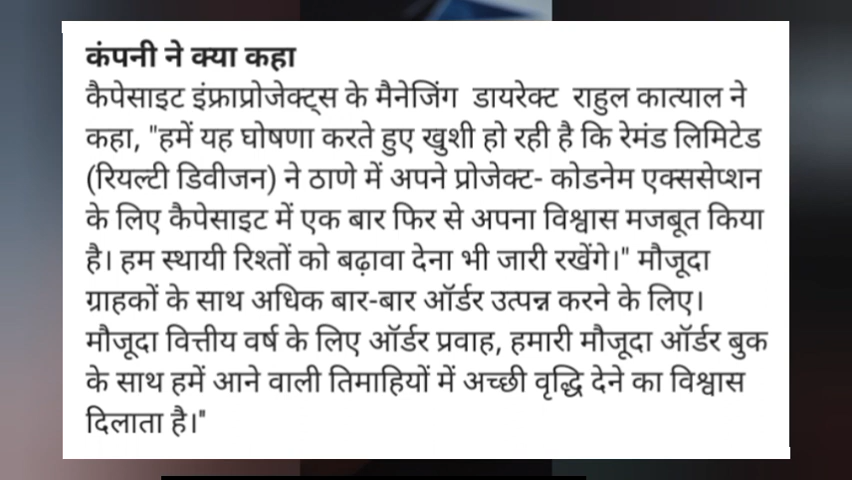 कंपनी ने क्या कहा
कैपेसाइट इंफ्राप्रोजेक्ट्स के मैनेजिंग डायरेक्ट राहुल कात्याल ने
कहा, "हमें यह घोषणा करते हुए खुशी हो रही है कि रेमंड लिमिटेड
(रियल्टी डिवीजन) ने ठाणे में अपने प्रोजेक्ट- कोडनेम एक्ससेप्शन
के लिए कैपेसाइट में एक बार फिर से अपना विश्वास मजबूत किया
है। हम स्थायी रिश्तों को बढ़ावा देना भी जारी रखेंगे।" मौजूदा
ग्राहकों के साथ अधिक बार-बार ऑर्डर उत्पन्न करने के लिए।
मौजूदा वित्तीय वर्ष के लिए ऑर्डर प्रवाह, हमारी मौजूदा ऑर्डर बुक
के साथ हमें आने वाली तिमाहियों में अच्छी वृद्धि देने का विश्वास
दिलाता है।"